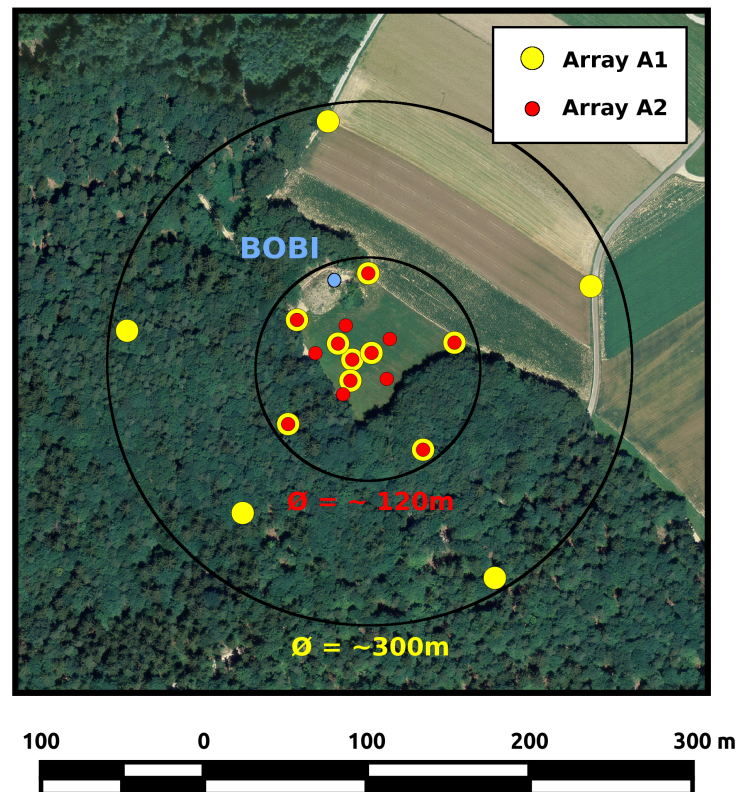 Array A1
Array A2
BOBI
Ø = ~ 120m
Ø = ~300m
100 0 100 200 300 m